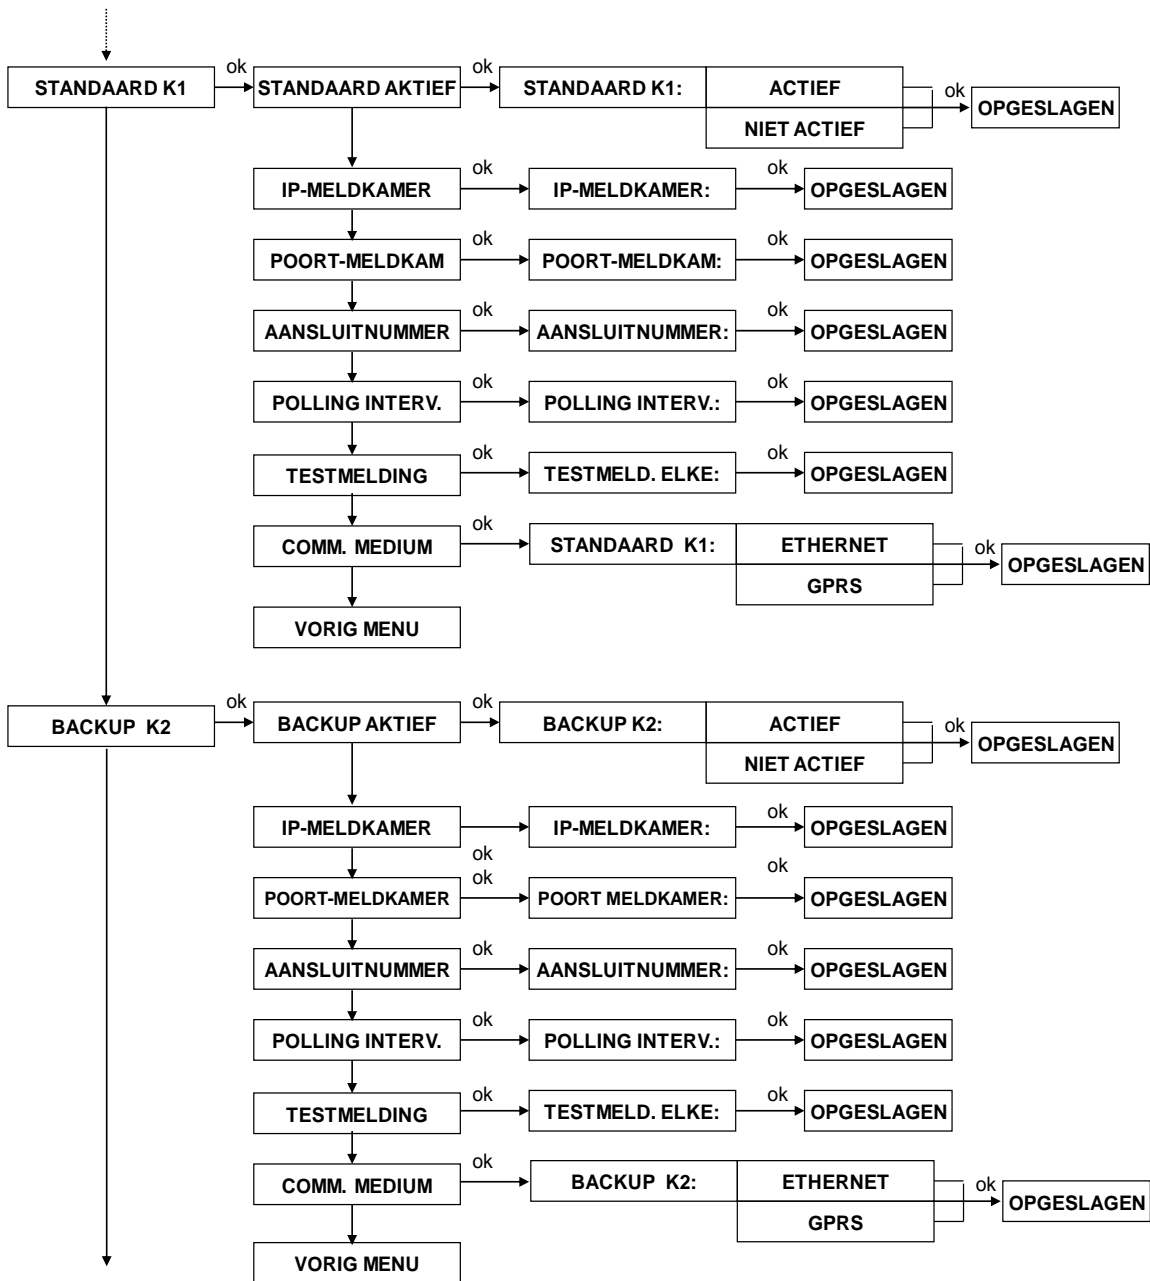 ok ok
STANDAARD K1 STANDAARD AKTIEF STANDAARD K1: ACTIEF ok OPGESLAGEN
NIET ACTIEF
ok ok
IP-MELDKAMER IP-MELDKAMER: OPGESLAGEN
ok ok
POORT-MELDKAM POORT-MELDKAM: OPGESLAGEN
ok ok
AANSLUITNUMMER AANSLUITNUMMER: OPGESLAGEN
ok ok
POLLING INTERV. POLLING INTERV.: OPGESLAGEN
ok ok
TESTMELDING TESTMELD. ELKE: OPGESLAGEN
ok
COMM. MEDIUM STANDAARD K1: ETHERNET ok OPGESLAGEN
GPRS
VORIG MENU
ok ok
BACKUP K2 BACKUP AKTIEF BACKUP K2: ACTIEF ok OPGESLAGEN
NIET ACTIEF
ok
IP-MELDKAMER IP-MELDKAMER: OPGESLAGEN
ok
ok ok
POORT-MELDKAMER POORT MELDKAMER: OPGESLAGEN
ok ok
AANSLUITNUMMER AANSLUITNUMMER: OPGESLAGEN
ok ok
POLLING INTERV. POLLING INTERV.: OPGESLAGEN
ok ok
TESTMELDING TESTMELD. ELKE: OPGESLAGEN
ok
COMM. MEDIUM BACKUP K2: ETHERNET ok OPGESLAGEN
GPRS
VORIG MENU